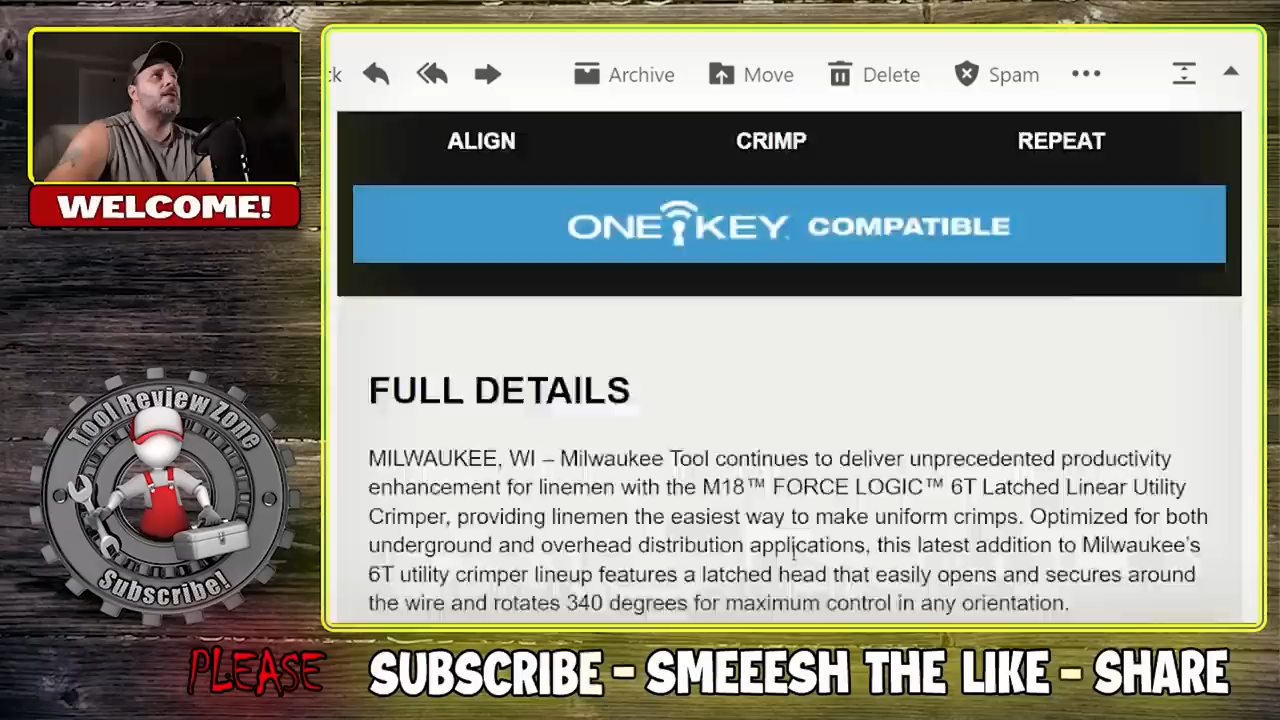 ck
Archive
Move
Delete
Spam
ALIGN
CRIMP
REPEAT
ONE KEY COMPATIBLE
WELCOME!
FULL DETAILS
MILWAUKEE, WI – Milwaukee Tool continues to deliver unprecedented productivity
enhancement for linemen with the M18™ FORCE LOGIC™ 6T Latched Linear Utility
Crimper, providing linemen the easiest way to make uniform crimps. Optimized for both
underground and overhead distribution applications, this latest addition to Milwaukee's
6T utility crimper lineup features a latched head that easily opens and secures around
the wire and rotates 340 degrees for maximum control in any orientation.
Tool Review Zone
Subscribe!
PLEASE SUBSCRIBE - SMEEESH THE LIKE - SHARE